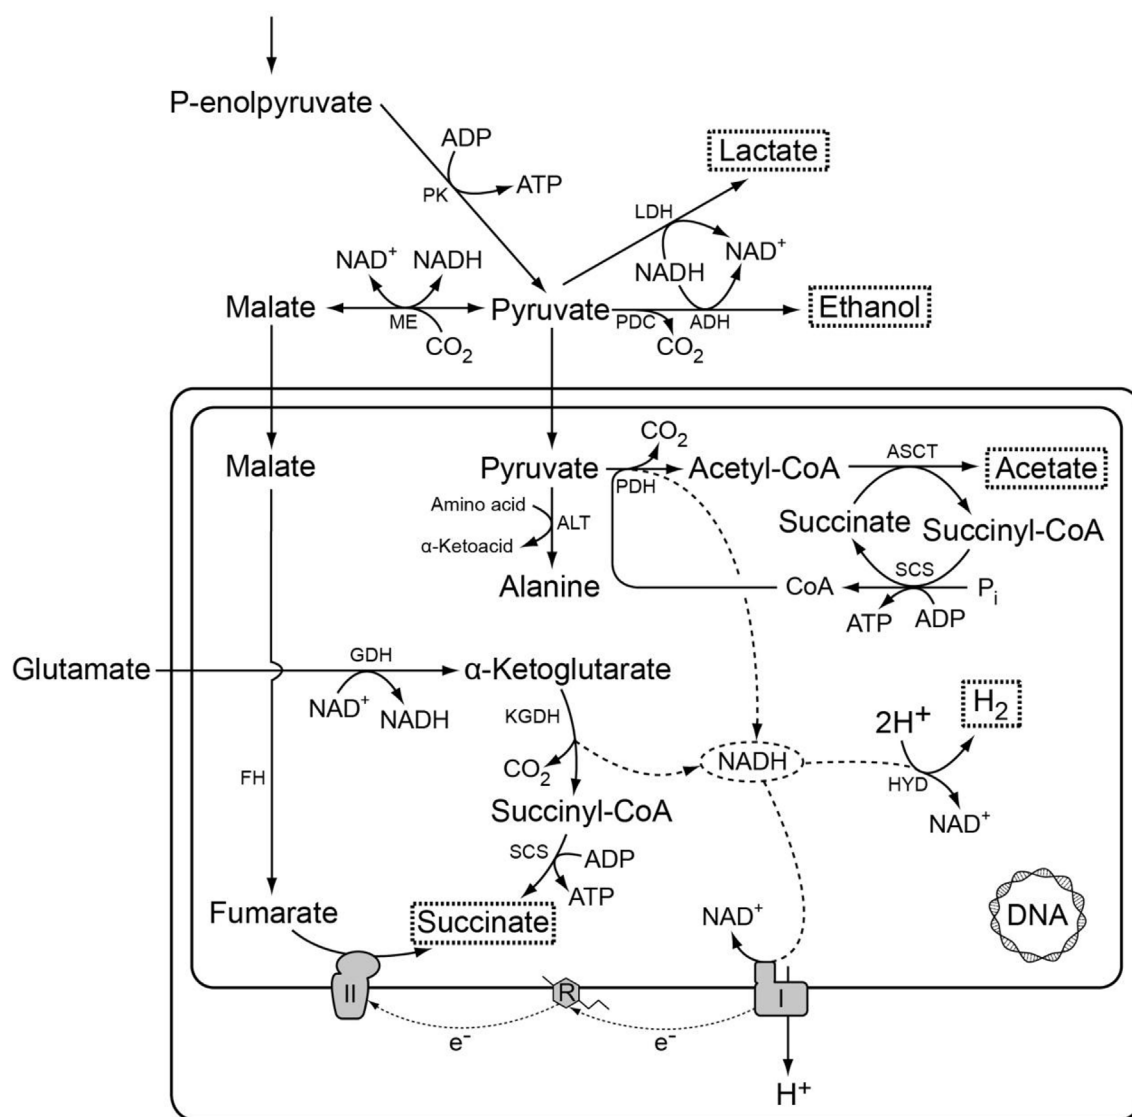 P-enolpyruvate
ADP
ATP
PK
Lactate
LDH
NAD⁺
NADH
NAD⁺
NADH
Malate
ME
CO₂
Pyruvate
PDC
CO₂
ADH
Ethanol
Malate
Pyruvate
CO₂
PDH
Acetyl-CoA
ASCT
Acetate
Amino acid
ALT
α-Ketoacid
Alanine
Succinate
Succinyl-CoA
SCS
CoA
Pᵢ
ATP
ADP
Glutamate
GDH
NAD⁺
NADH
α-Ketoglutarate
KGDH
CO₂
NADH
2H⁺
H₂
HYD
NAD⁺
FH
Succinyl-CoA
SCS
ADP
ATP
Fumarate
Succinate
NAD⁺
DNA
II
R
I
e⁻
e⁻
H⁺